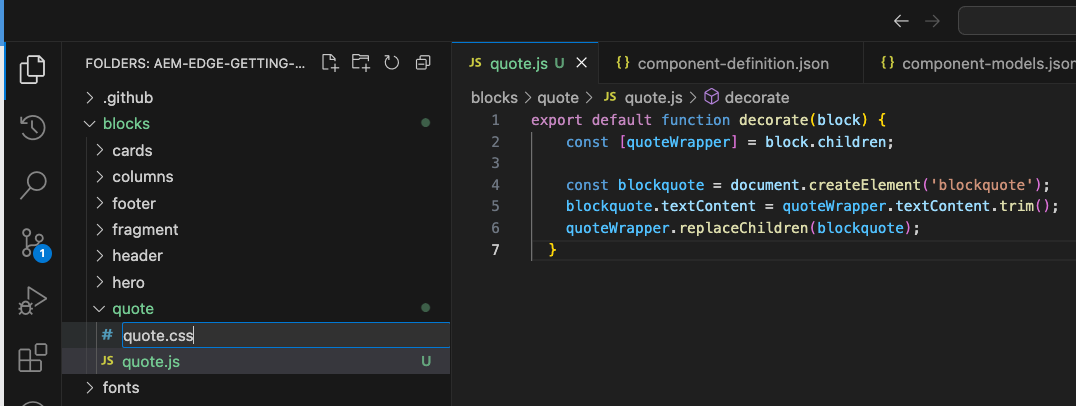 FOLDERS: AEM-EDGE-GETTING-...
.github
blocks
cards
columns
footer
fragment
header
hero
quote
# quote.css
JS quote.js U
fonts
1
JS quote.js U
{} component-definition.json
{} component-models.json
blocks > quote > JS quote.js > decorate
1 export default function decorate(block) {
2 const [quoteWrapper] = block.children;
3
4 const blockquote = document.createElement('blockquote');
5 blockquote.textContent = quoteWrapper.textContent.trim();
6 quoteWrapper.replaceChildren(blockquote);
7 }